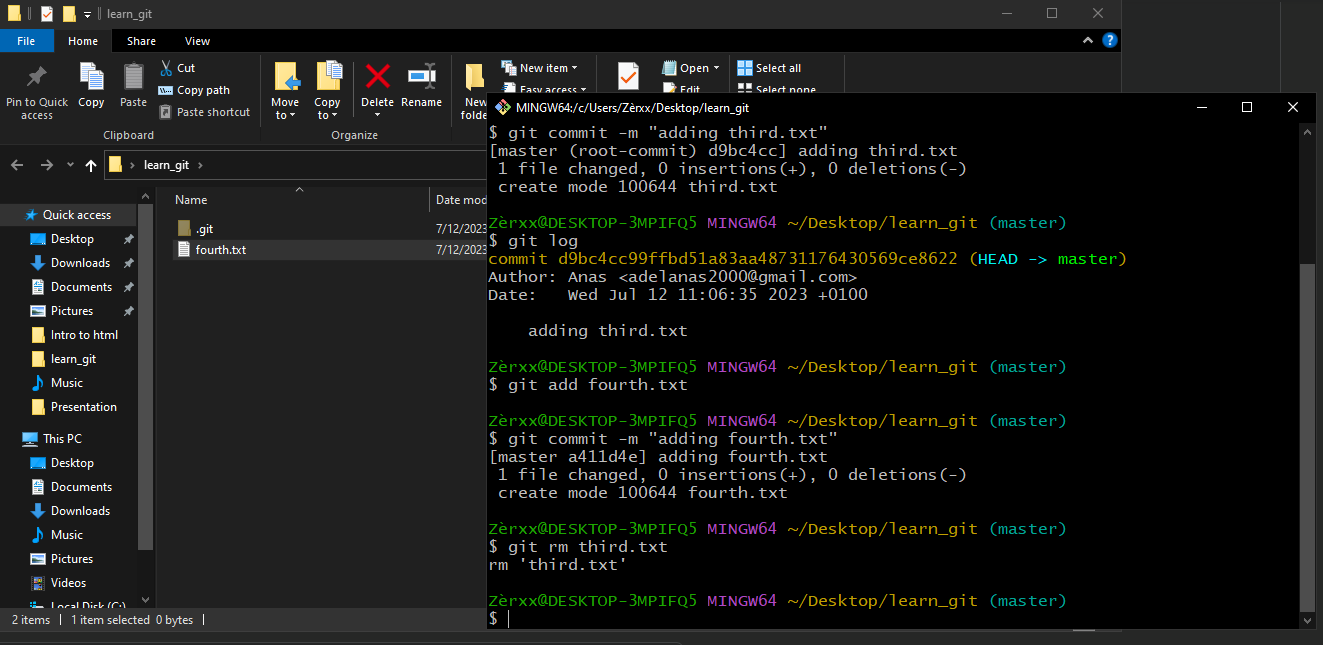 learn_git
File Home Share View
Pin to Quick access
Copy
Paste
Cut
Copy path
Paste shortcut
Clipboard
Move to
Copy to
Delete
Rename
Organize
New
folde
New item
Easy access
Open
Edit
Select all
Select none
learn_git
Name Date mod
.git 7/12/2023
fourth.txt 7/12/2023
Quick access
Desktop
Downloads
Documents
Pictures
Intro to html
learn_git
Music
Presentation
This PC
Desktop
Documents
Downloads
Music
Pictures
Videos
Local Disk (C:)
2 items 1 item selected 0 bytes
MINGW64:/c/Users/Zèrxx/Desktop/learn_git
$ git commit -m "adding third.txt"
[master (root-commit) d9bc4cc] adding third.txt
1 file changed, 0 insertions(+), 0 deletions(-)
create mode 100644 third.txt
Zèrxx@DESKTOP-3MPIFQ5 MINGW64 ~/Desktop/learn_git (master)
$ git log
commit d9bc4cc99ffbd51a83aa48731176430569ce8622 (HEAD -> master)
Author: Anas <adelanas2000@gmail.com>
Date: Wed Jul 12 11:06:35 2023 +0100
adding third.txt
Zèrxx@DESKTOP-3MPIFQ5 MINGW64 ~/Desktop/learn_git (master)
$ git add fourth.txt
Zèrxx@DESKTOP-3MPIFQ5 MINGW64 ~/Desktop/learn_git (master)
$ git commit -m "adding fourth.txt"
[master a411d4e] adding fourth.txt
1 file changed, 0 insertions(+), 0 deletions(-)
create mode 100644 fourth.txt
Zèrxx@DESKTOP-3MPIFQ5 MINGW64 ~/Desktop/learn_git (master)
$ git rm third.txt
rm 'third.txt'
Zèrxx@DESKTOP-3MPIFQ5 MINGW64 ~/Desktop/learn_git (master)
$